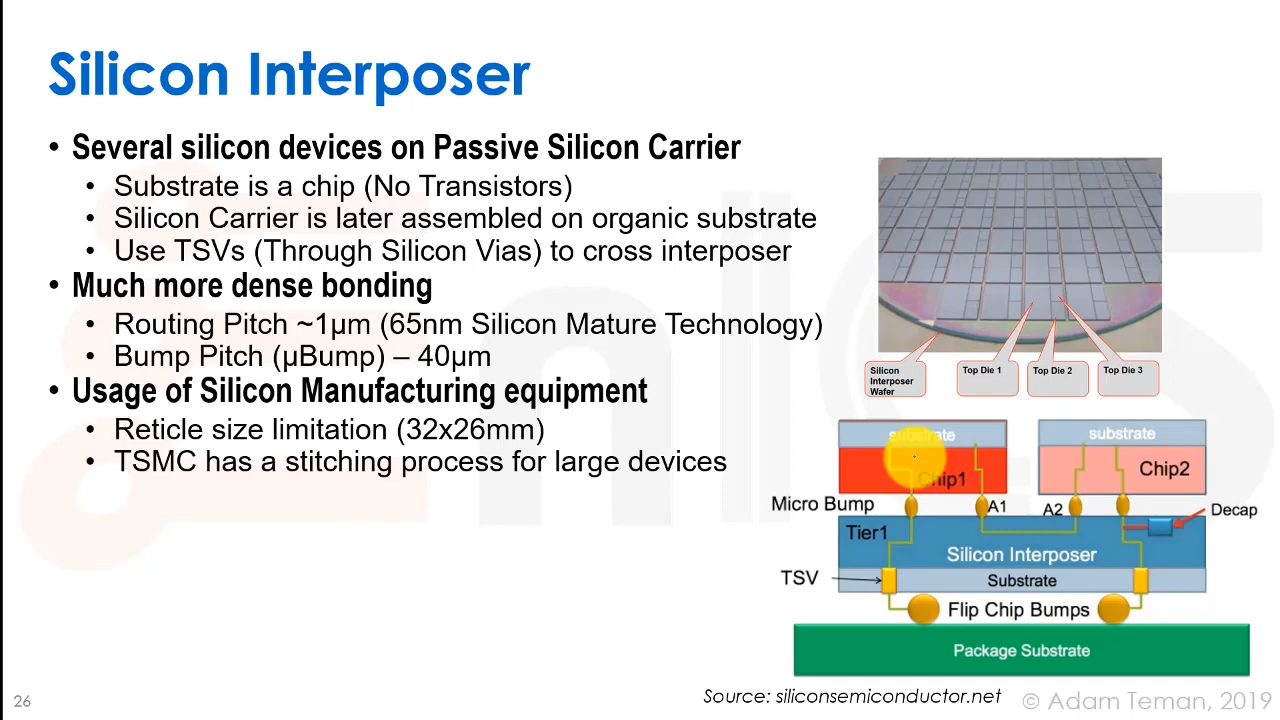 Silicon Interposer
• Several silicon devices on Passive Silicon Carrier
• Substrate is a chip (No Transistors)
• Silicon Carrier is later assembled on organic substrate
• Use TSVs (Through Silicon Vias) to cross interposer
• Much more dense bonding
• Routing Pitch ~1µm (65nm Silicon Mature Technology)
• Bump Pitch (µBump) – 40µm
• Usage of Silicon Manufacturing equipment
• Reticle size limitation (32x26mm)
• TSMC has a stitching process for large devices
Silicon
Interposer
Wafer
Top Die 1
Top Die 2
Top Die 3
substrate
substrate
Chip1
Chip2
Micro Bump
A1
A2
Decap
Tier1
Silicon Interposer
TSV
Substrate
Flip Chip Bumps
Package Substrate
26
Source: siliconsemiconductor.net
© Adam Teman, 2019